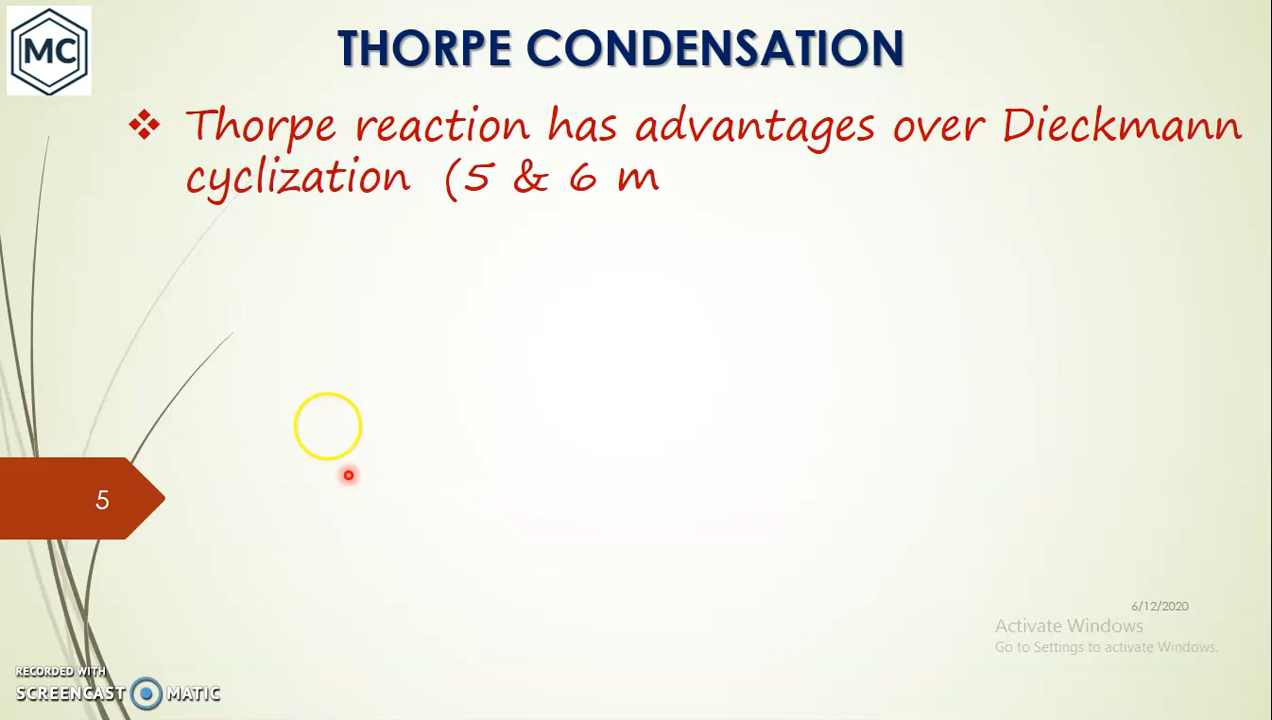 MC
THORPE CONDENSATION
❖ Thorpe reaction has advantages over Dieckmann
cyclization (5 & 6 m
5
6/12/2020
Activate Windows
Go to Settings to activate Windows.
RECORDED WITH
SCREENCAST MATIC